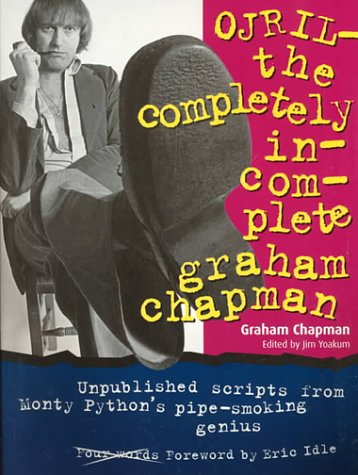 OJRIL–
the
completely
in–
com–
plete
graham
chapman
Graham Chapman
Edited by Jim Yoakum
Unpublished scripts from
Monty Python's pipe-smoking
genius
Four words Foreword by Eric Idle